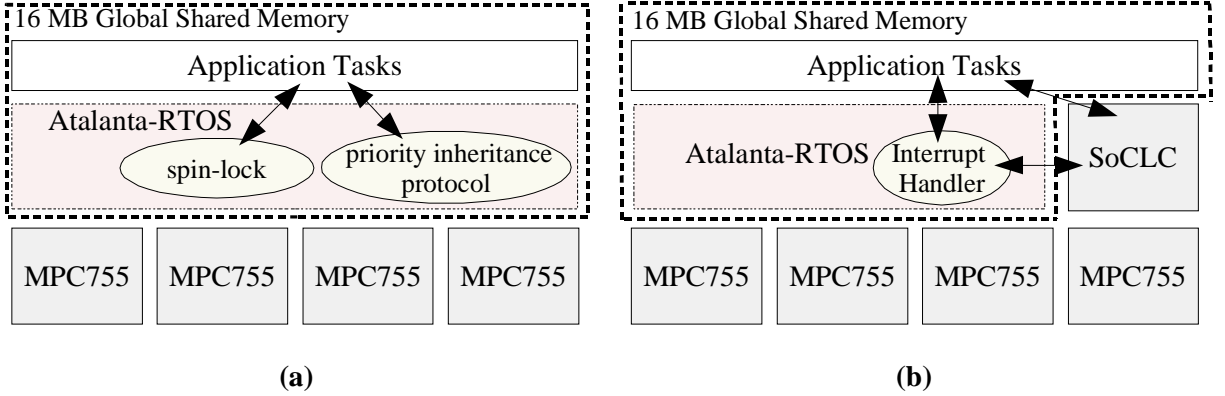 16 MB Global Shared Memory
Application Tasks
Atalanta-RTOS
spin-lock
priority inheritance
protocol
MPC755 MPC755 MPC755 MPC755
(a)
16 MB Global Shared Memory
Application Tasks
Atalanta-RTOS
Interrupt
Handler
SoCLC
MPC755 MPC755 MPC755 MPC755
(b)